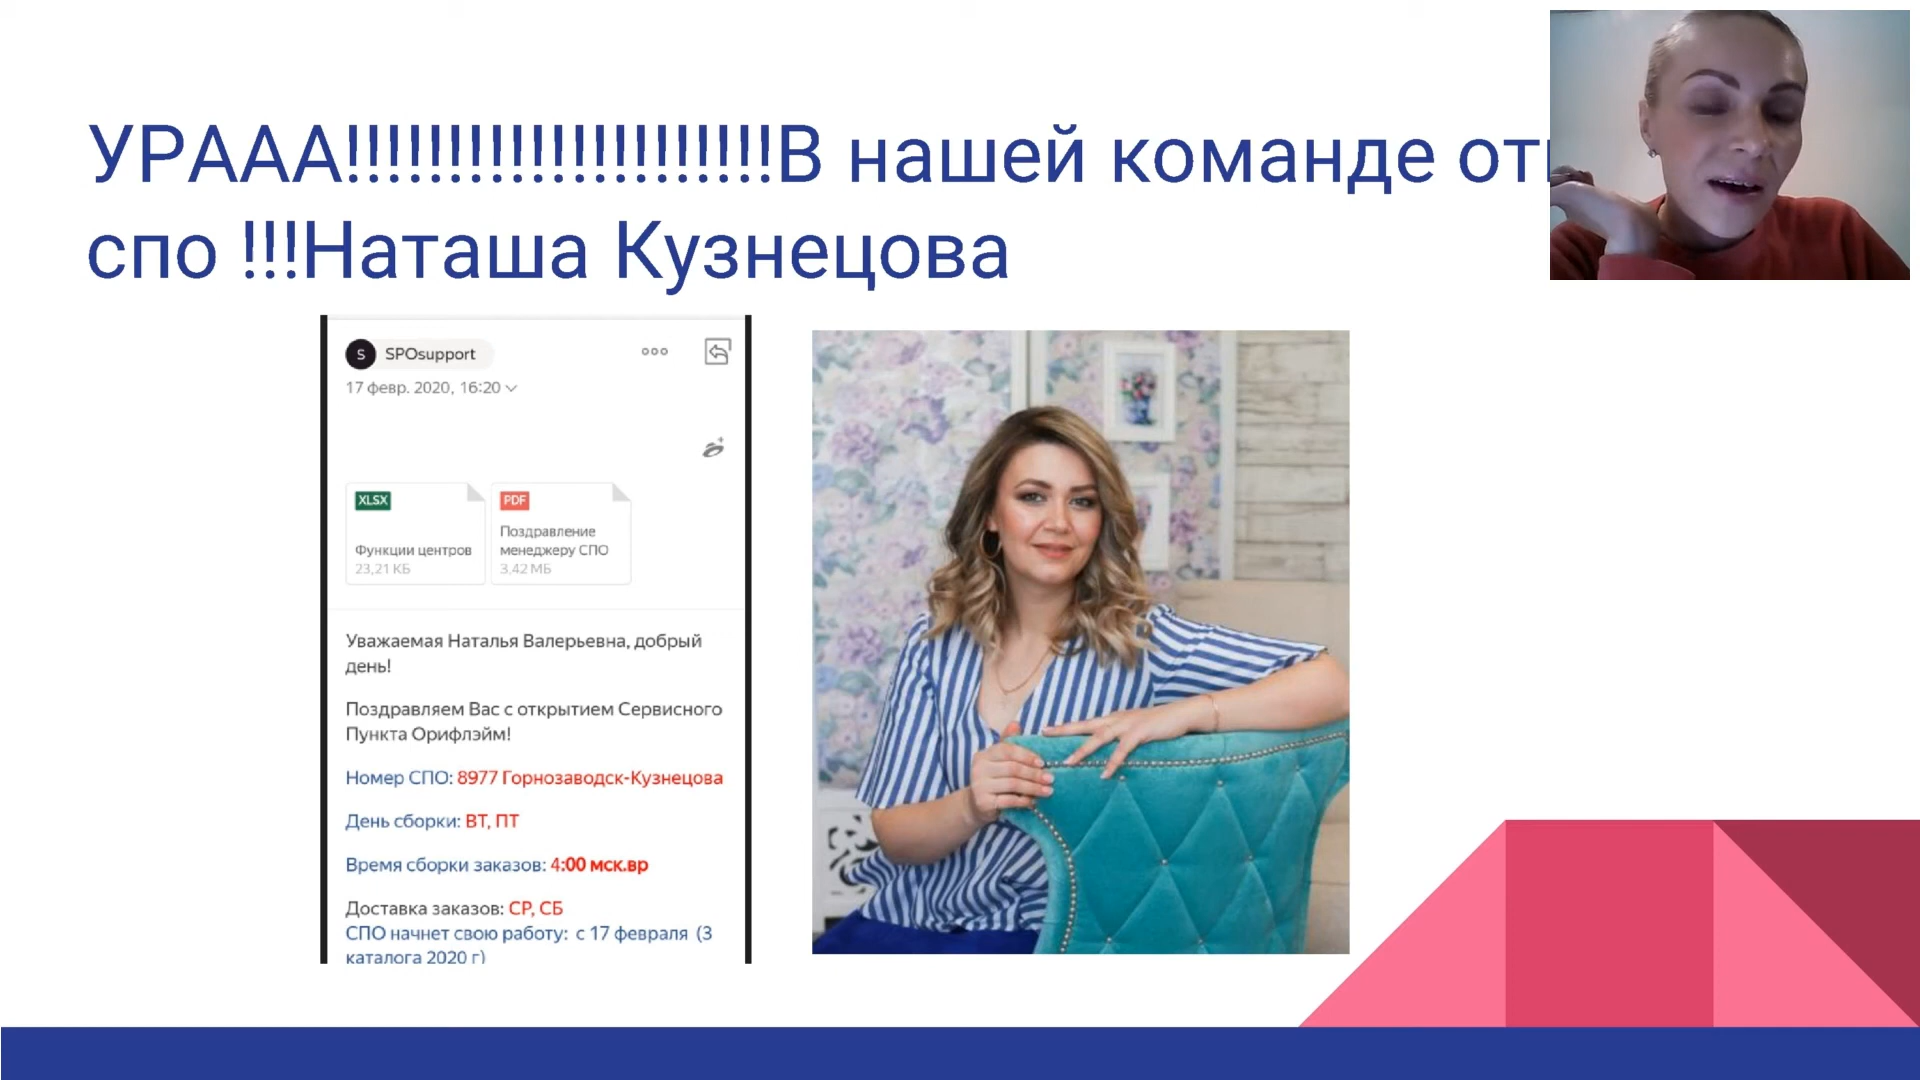 УРААА!!!!!!!!!!!!!!!!!!!!!!!!!В нашей команде
спо !!!Наташа Кузнецова
S SPOsupport
17 февр. 2020, 16:20
XLSX
Функции центров
23,21 КБ
PDF
Поздравление
менеджеру СПО
3,42 МБ
Уважаемая Наталья Валерьевна, добрый
день!
Поздравляем Вас с открытием Сервисного
Пункта Орифлэйм!
Номер СПО: 8977 Горнозаводск-Кузнецова
День сборки: ВТ, ПТ
Время сборки заказов: 4:00 мск.вр
Доставка заказов: СР, СБ
СПО начнет свою работу: с 17 февраля (3
каталога 2020 г)